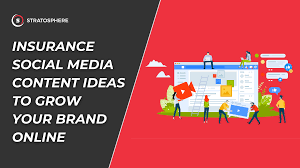 STRATOSPHERE
INSURANCE
SOCIAL MEDIA
CONTENT IDEAS
TO GROW
YOUR BRAND
ONLINE